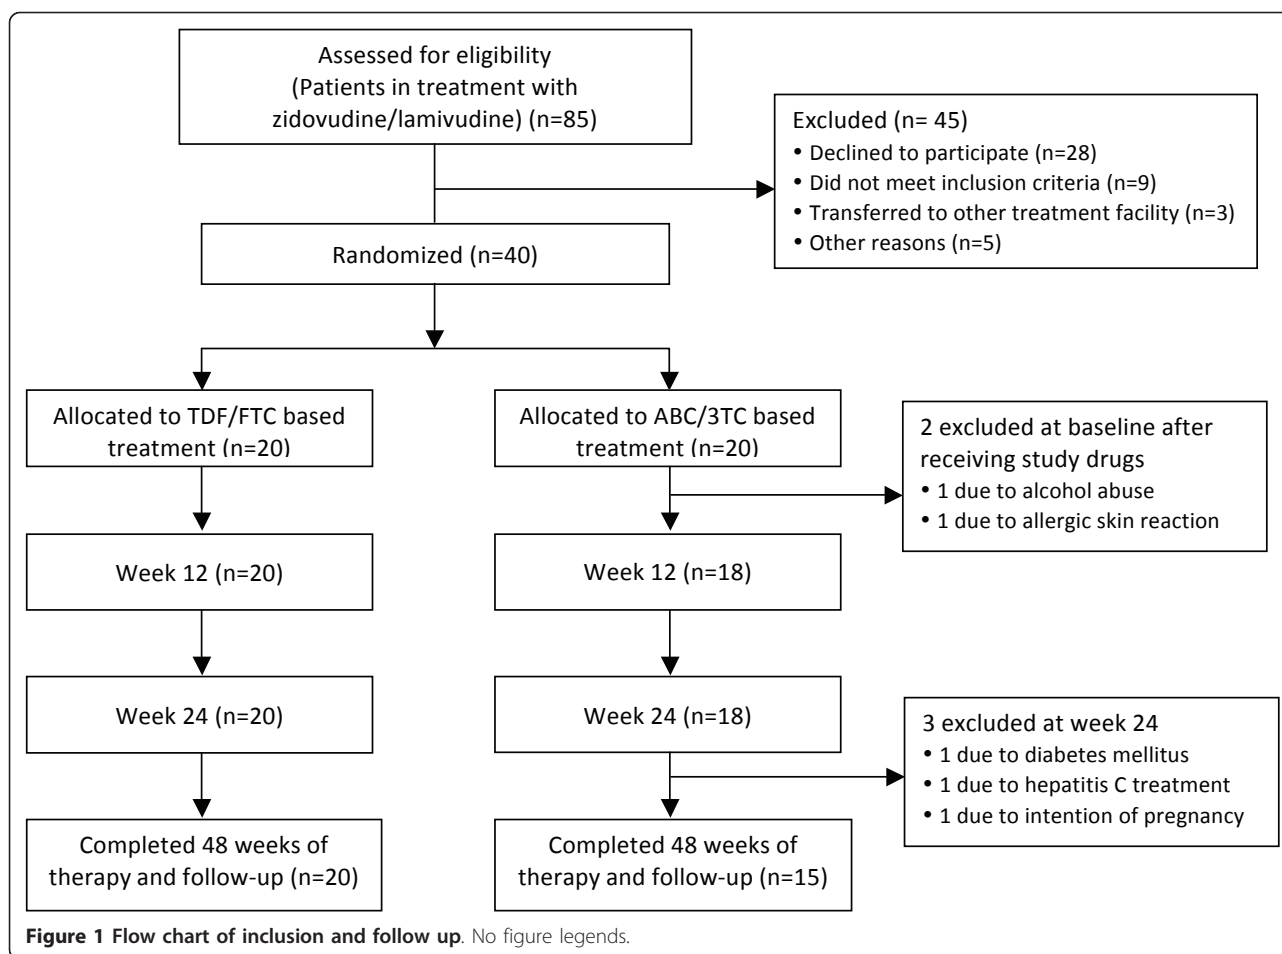 Assessed for eligibility
(Patients in treatment with
zidovudine/lamivudine) (n=85)
Excluded (n= 45)
• Declined to participate (n=28)
• Did not meet inclusion criteria (n=9)
• Transferred to other treatment facility (n=3)
• Other reasons (n=5)
Randomized (n=40)
Allocated to TDF/FTC based
treatment (n=20)
Allocated to ABC/3TC based
treatment (n=20)
2 excluded at baseline after
receiving study drugs
• 1 due to alcohol abuse
• 1 due to allergic skin reaction
Week 12 (n=20)
Week 12 (n=18)
Week 24 (n=20)
Week 24 (n=18)
3 excluded at week 24
• 1 due to diabetes mellitus
• 1 due to hepatitis C treatment
• 1 due to intention of pregnancy
Completed 48 weeks of
therapy and follow-up (n=20)
Completed 48 weeks of
therapy and follow-up (n=15)
Figure 1 Flow chart of inclusion and follow up. No figure legends.